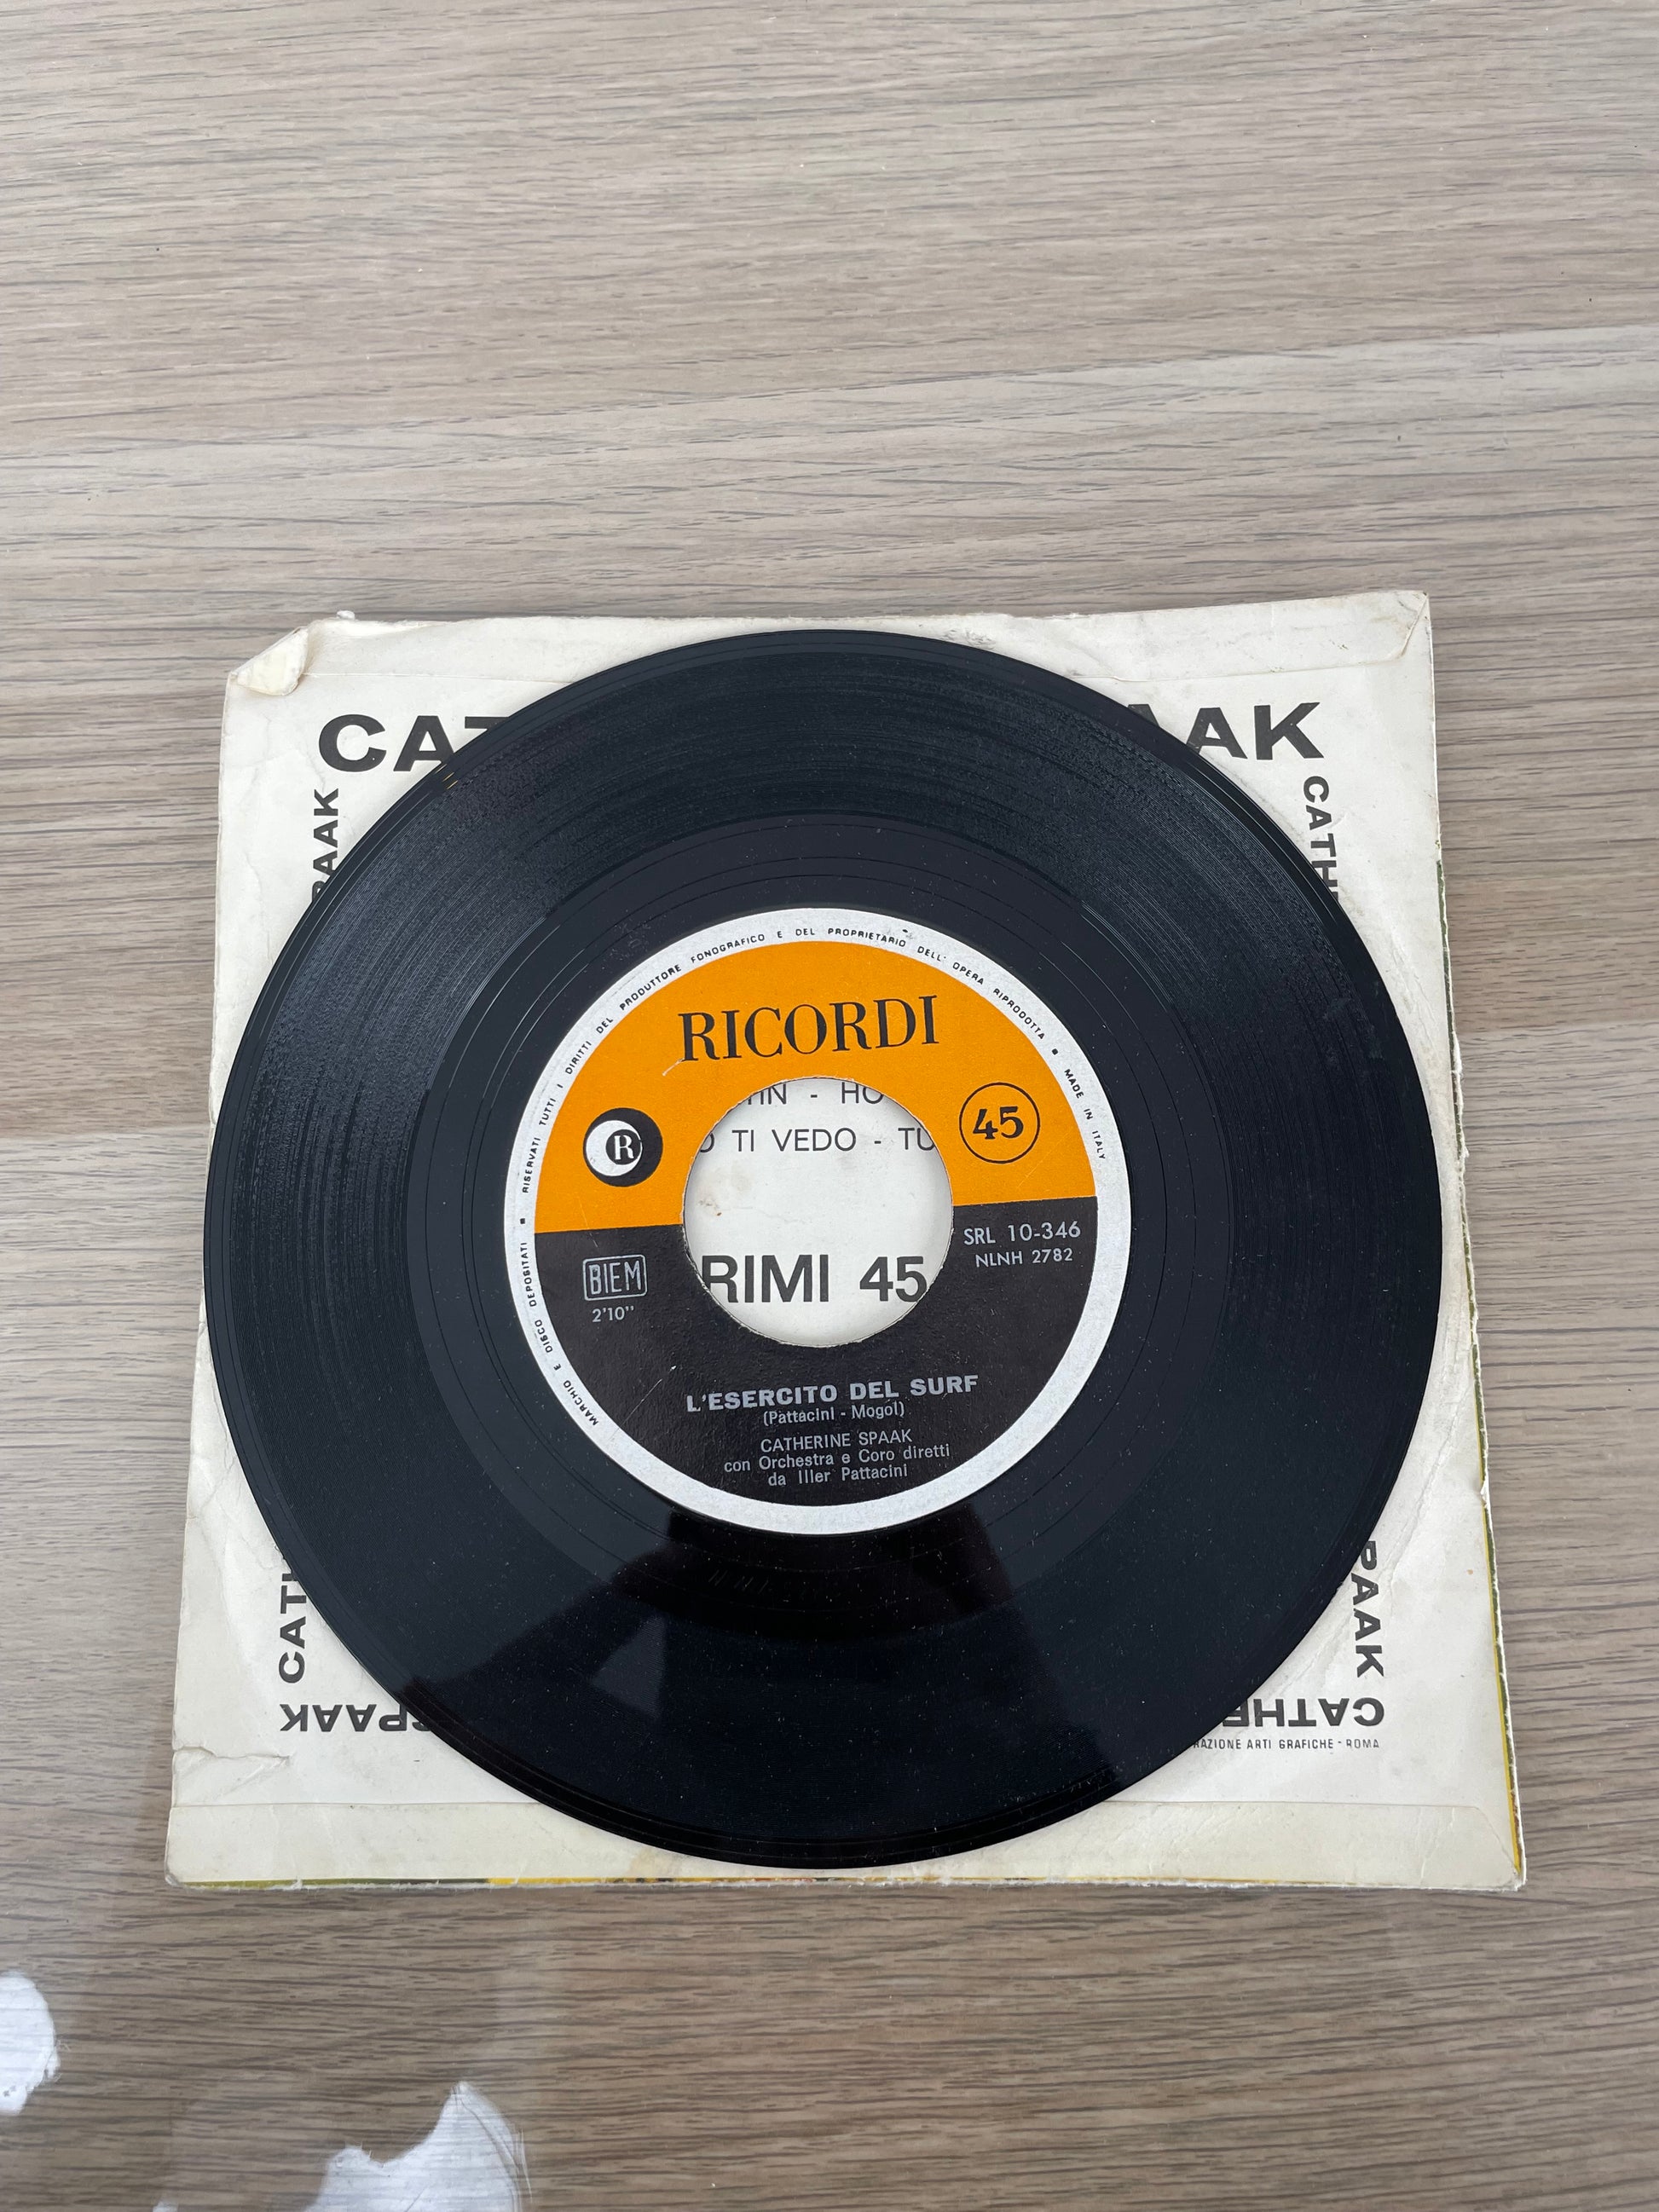 CAT AAK
PAAK
CATHE
RISERVATI TUTTI I DIRITTI DEL PRODUTTORE FONOGRAFICO E DEL PROPRIETARIO DELL' OPERA RIPRODOTTA ▪ MADE IN ITALY
RICORDI
R
45
TIN - HO
O TI VEDO - TU
SRL 10-346
NLNH 2782
BIEM
2'10''
RIMI 45
L'ESERCITO DEL SURF
(Pattacini - Mogol)
CATHERINE SPAAK
con Orchestra e Coro diretti
da Iller Pattacini
MARCHIO E DISCO DEPOSITATI
CATH
PAAK
CATHE SPAAK
RAZIONE ARTI GRAFICHE - ROMA